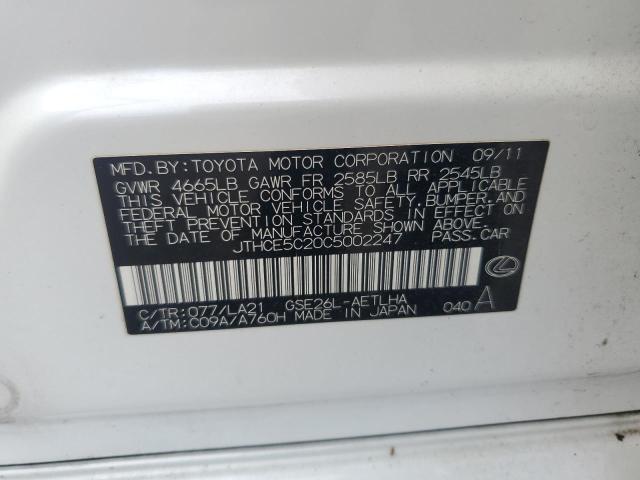 MFD.BY:TOYOTA MOTOR CORPORATION 09/11
GVWR 4665LB GAWR FR 2585LB RR 2545LB
THIS VEHICLE CONFORMS TO ALL APPLICABLE
FEDERAL MOTOR VEHICLE SAFETY,BUMPER,AND
THEFT PREVENTION STANDARDS IN EFFECT ON
THE DATE OF MANUFACTURE SHOWN ABOVE.
JTHCE5C20C5002247 PASS.CAR
C/TR:077/LA21 GSE26L-AETLHA
A/TM:C09A/A760H MADE IN JAPAN 040 A